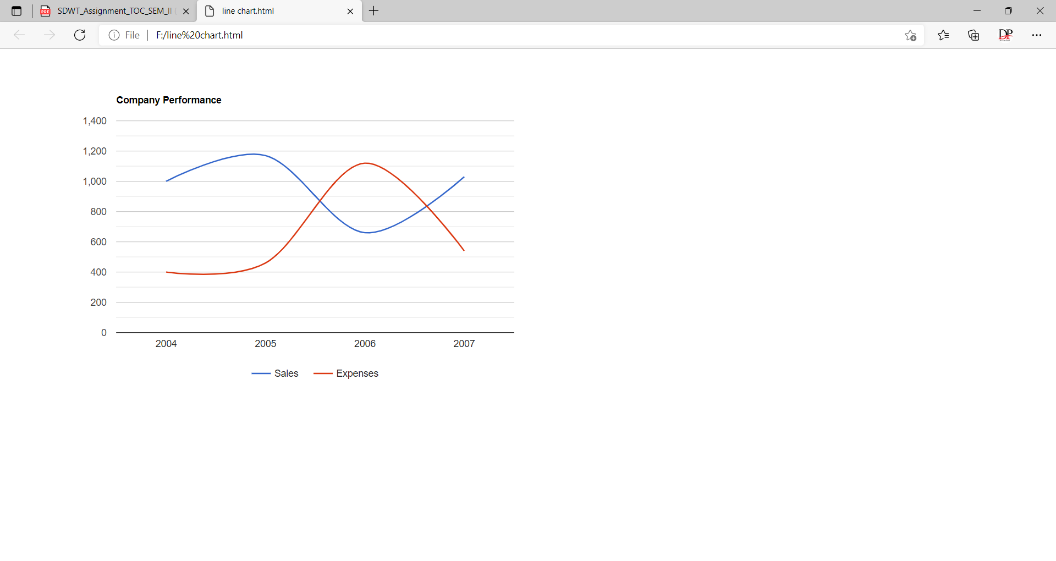 SDWT_Assignment_TOC_SEM_II
line chart.html
File
F:/line%20chart.html
DP
Company Performance
1,400
1,200
1,000
800
600
400
200
0
2004 2005 2006 2007
Sales Expenses